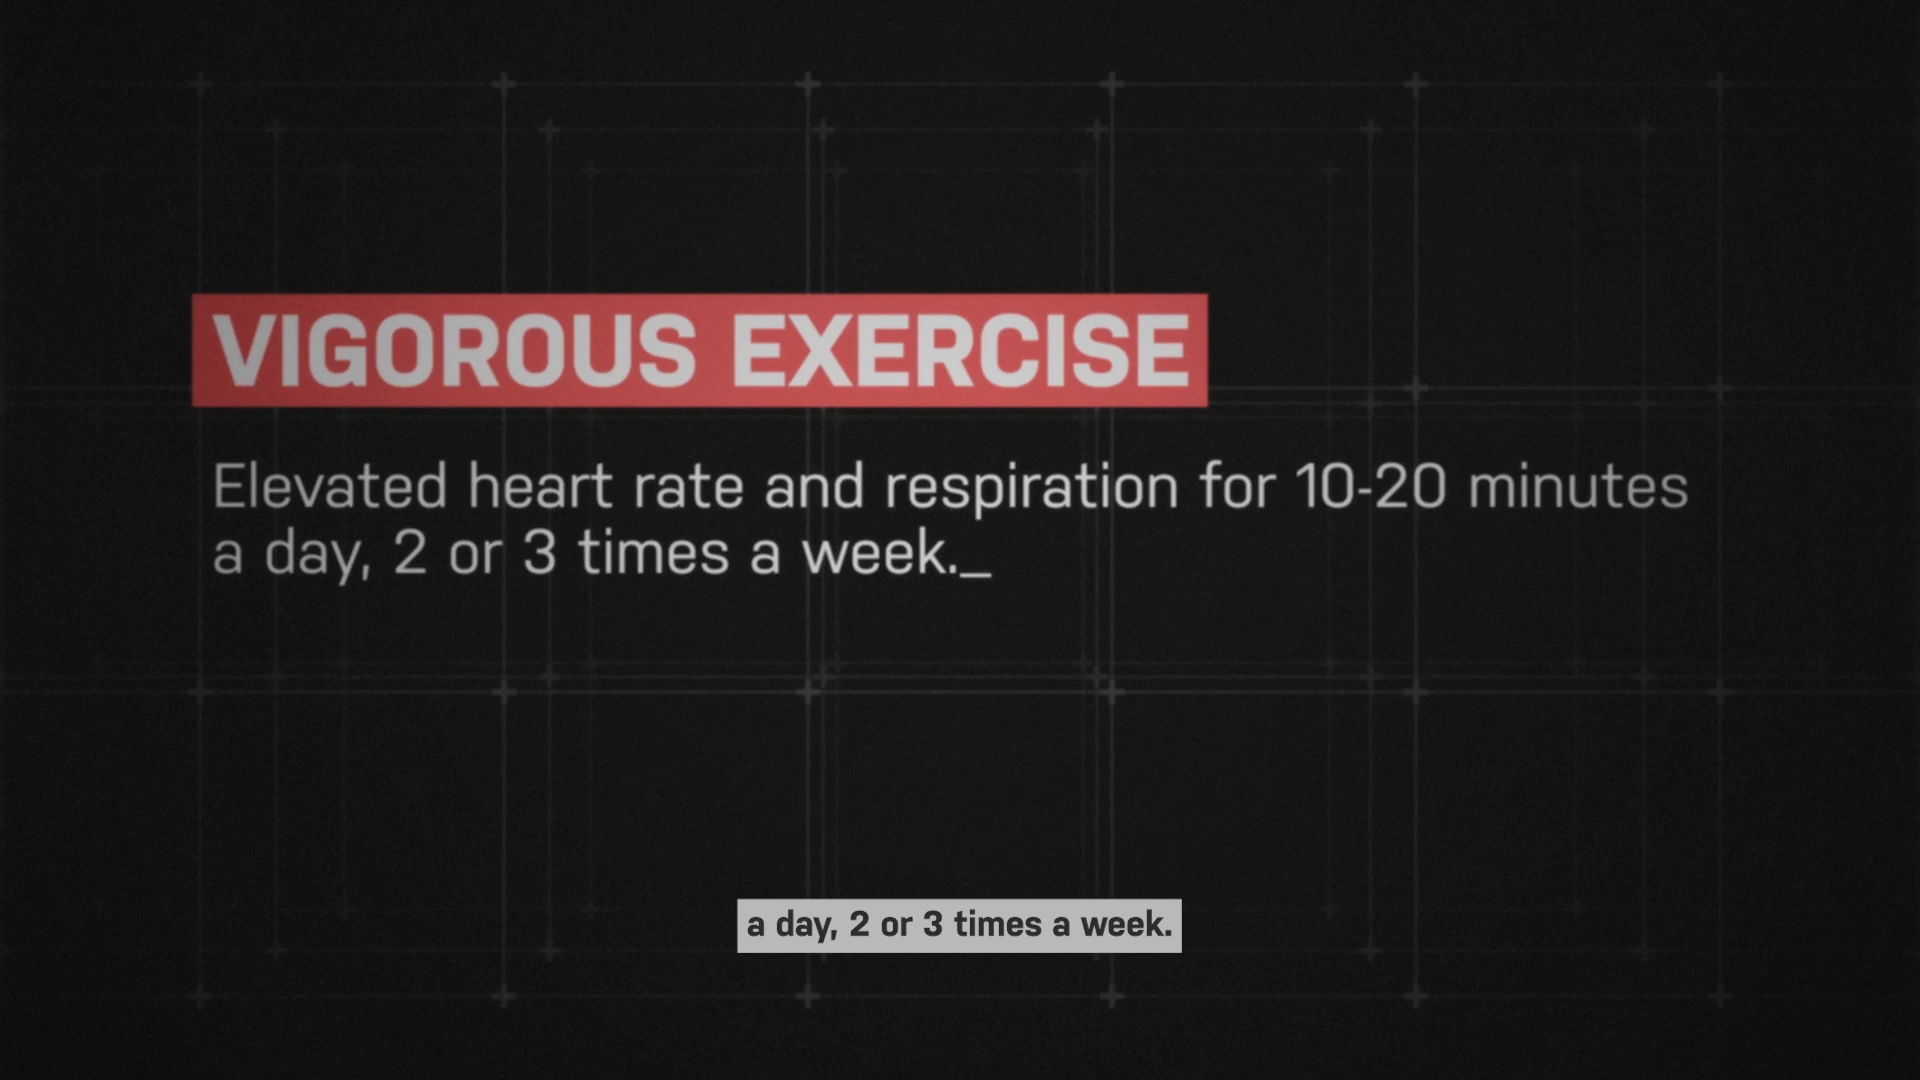 VIGOROUS EXERCISE
Elevated heart rate and respiration for 10-20 minutes
a day, 2 or 3 times a week._
a day, 2 or 3 times a week.